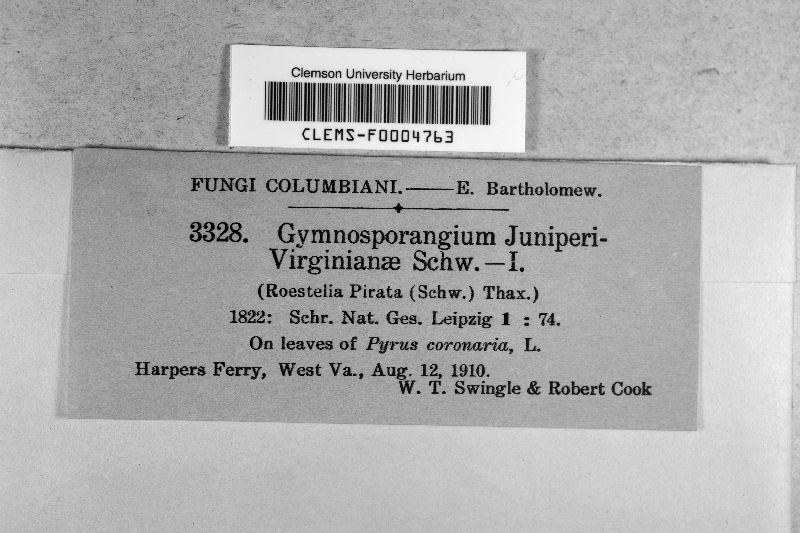 Clemson University Herbarium
CLEMS-F0004763
FUNGI COLUMBIANI.——E. Bartholomew.
3328. Gymnosporangium Juniperi-
Virginianæ Schw.—I.
(Roestelia Pirata (Schw.) Thax.)
1822: Schr. Nat. Ges. Leipzig 1 : 74.
On leaves of Pyrus coronaria, L.
Harpers Ferry, West Va., Aug. 12, 1910.
W. T. Swingle & Robert Cook